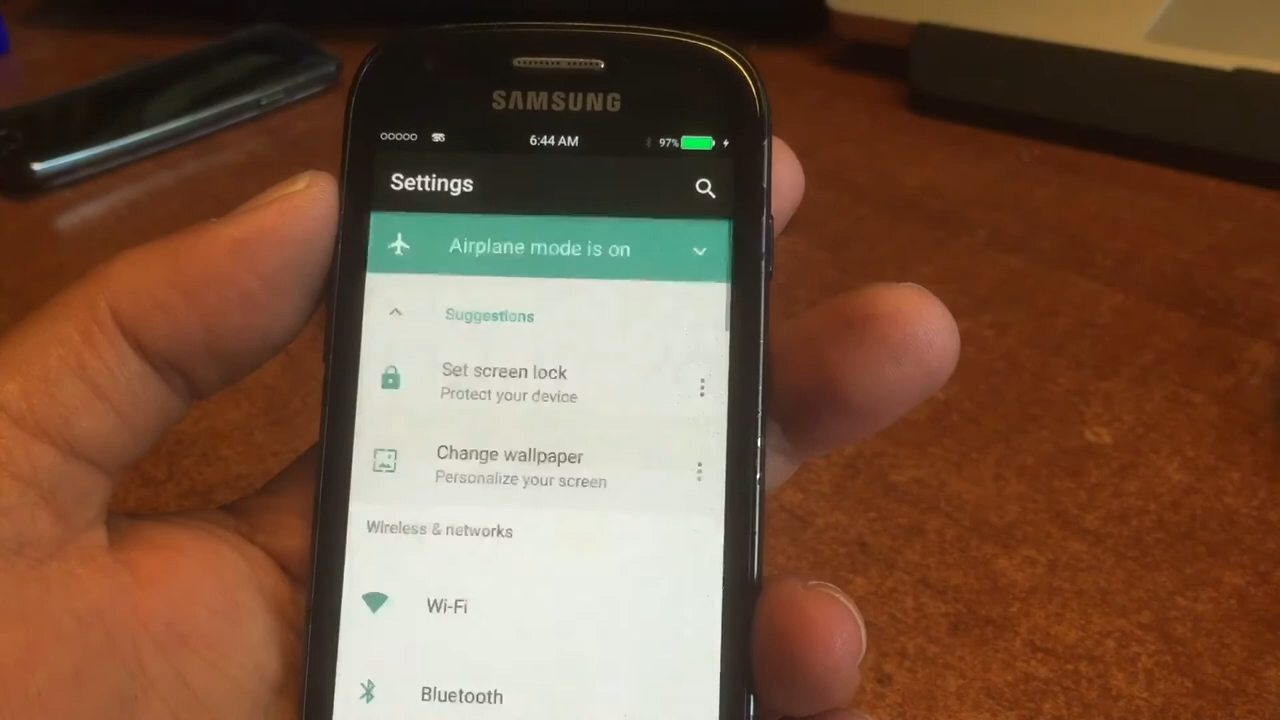 SAMSUNG
6:44 AM 97%
Settings
Airplane mode is on
Suggestions
Set screen lock
Protect your device
Change wallpaper
Personalize your screen
Wireless & networks
Wi-Fi
Bluetooth